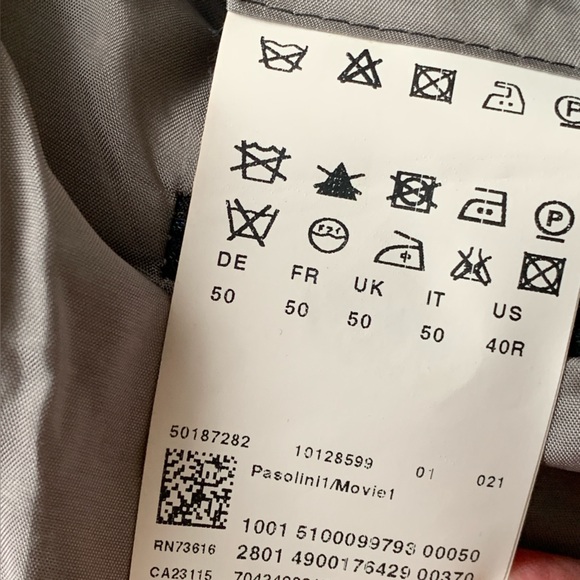 P
P
DE FR UK IT US
50 50 50 50 40R
50187282 10128599 01 021
Pasolini1/Movie1
1001 5100099793 00050
RN73616 2801 4900176429 00370
CA23115